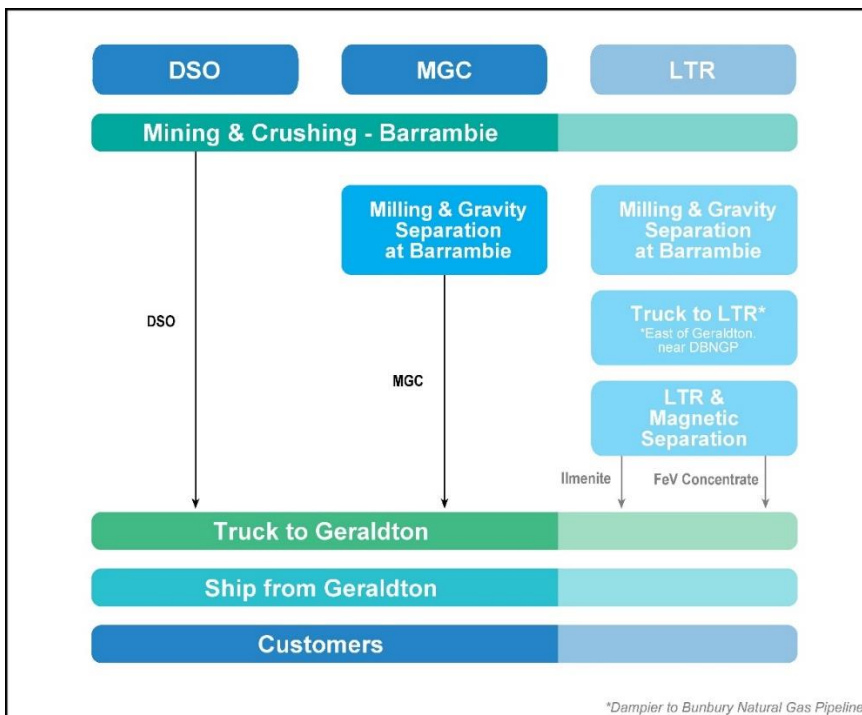 DSO
MGC
LTR
Mining & Crushing - Barrambie
Milling & Gravity
Separation
at Barrambie
Milling & Gravity
Separation
at Barrambie
Truck to LTR*
*East of Geraldton.
near DBNGP
DSO
MGC
LTR &
Magnetic
Separation
Ilmenite
FeV Concentrate
Truck to Geraldton
Ship from Geraldton
Customers
*Dampier to Bunbury Natural Gas Pipeline